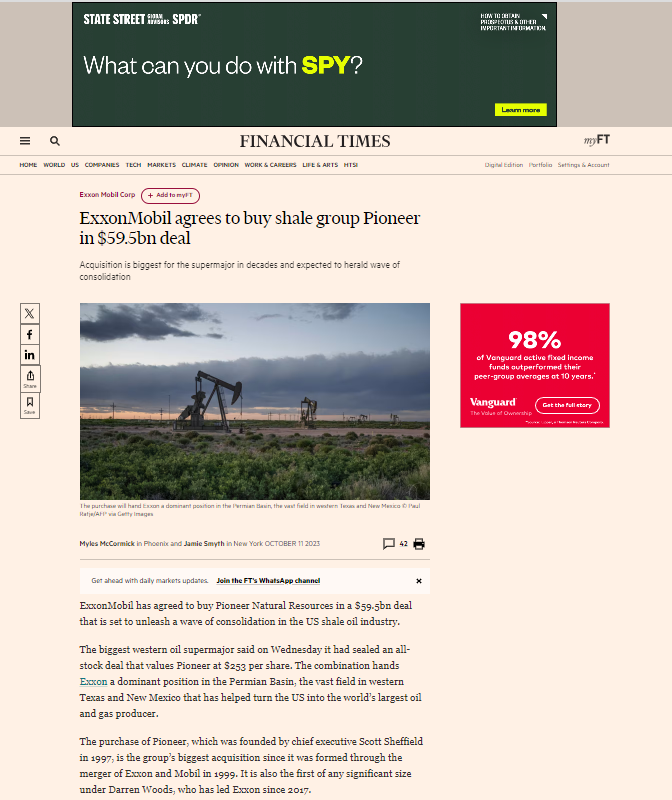 STATE STREET GLOBAL ADVISORS SPDR®
HOW TO OBTAIN
PROSPECTUS & OTHER
IMPORTANT INFORMATION.
What can you do with SPY?
Learn more
FINANCIAL TIMES
myFT
HOME WORLD US COMPANIES TECH MARKETS CLIMATE OPINION WORK & CAREERS LIFE & ARTS HTSI
Digital Edition Portfolio Settings & Account
Exxon Mobil Corp + Add to myFT
ExxonMobil agrees to buy shale group Pioneer
in $59.5bn deal
Acquisition is biggest for the supermajor in decades and expected to herald wave of
consolidation
X
f
in
Share
Save
98%
of Vanguard active fixed income
funds outperformed their
peer-group averages at 10 years.*
Vanguard
The Value of Ownership
Get the full story
The purchase will hand Exxon a dominant position in the Permian Basin, the vast field in western Texas and New Mexico © Paul
Ratje/AFP via Getty Images
Myles McCormick in Phoenix and Jamie Smyth in New York OCTOBER 11 2023
42
Get ahead with daily markets updates. Join the FT's WhatsApp channel ×
ExxonMobil has agreed to buy Pioneer Natural Resources in a $59.5bn deal
that is set to unleash a wave of consolidation in the US shale oil industry.
The biggest western oil supermajor said on Wednesday it had sealed an all-
stock deal that values Pioneer at $253 per share. The combination hands
Exxon a dominant position in the Permian Basin, the vast field in western
Texas and New Mexico that has helped turn the US into the world's largest oil
and gas producer.
The purchase of Pioneer, which was founded by chief executive Scott Sheffield
in 1997, is the group's biggest acquisition since it was formed through the
merger of Exxon and Mobil in 1999. It is also the first of any significant size
under Darren Woods, who has led Exxon since 2017.